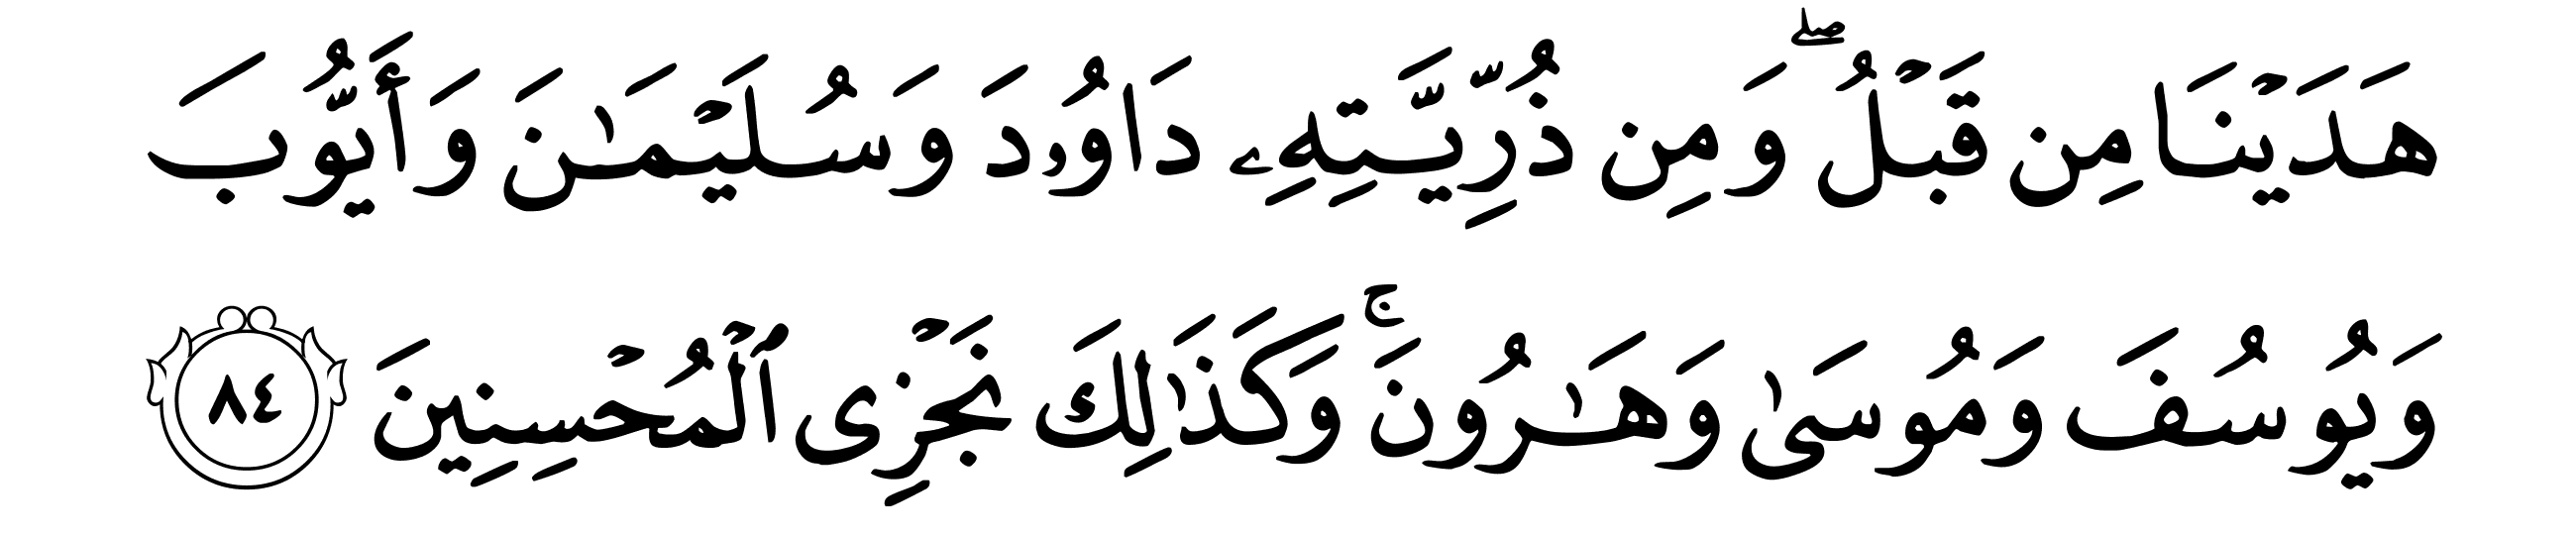 هَدَيۡنَا مِن قَبۡلُۖ وَمِن ذُرِّيَّتِهِۦ دَاوُۥدَ وَسُلَيۡمَٰنَ وَأَيُّوبَ
وَيُوسُفَ وَمُوسَىٰ وَهَٰرُونَۚ وَكَذَٰلِكَ نَجۡزِي ٱلۡمُحۡسِنِينَ ٨٤